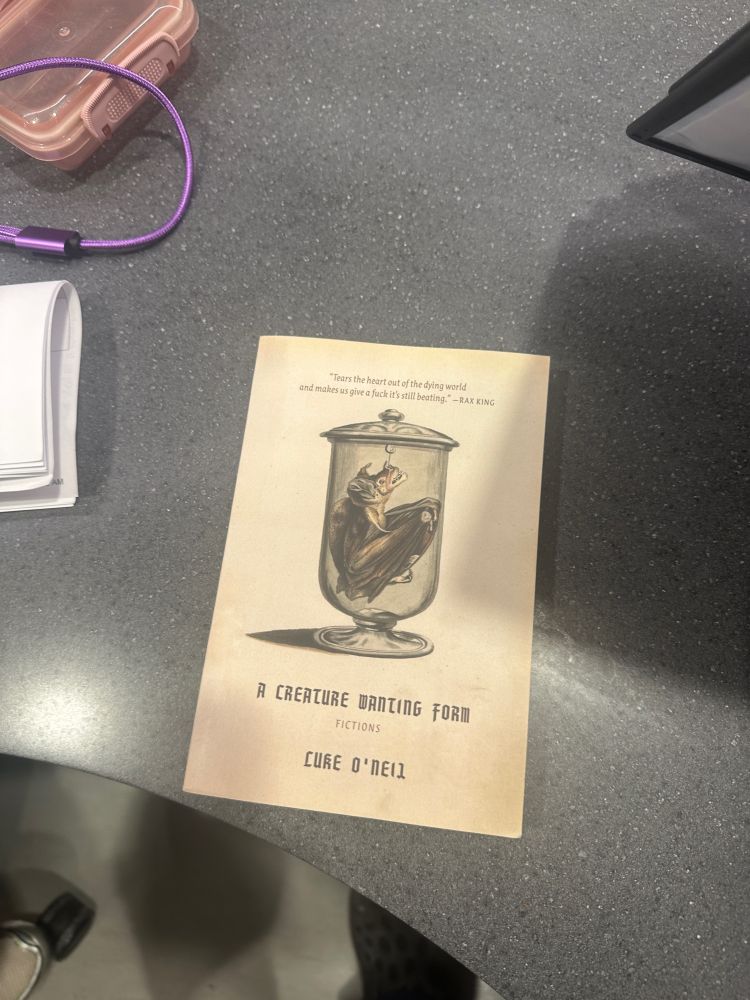 "Tears the heart out of the dying world
and makes us give a fuck it's still beating." —RAX KING
A CREATURE WANTING FORM
FICTIONS
LUKE O'NEIL
AM